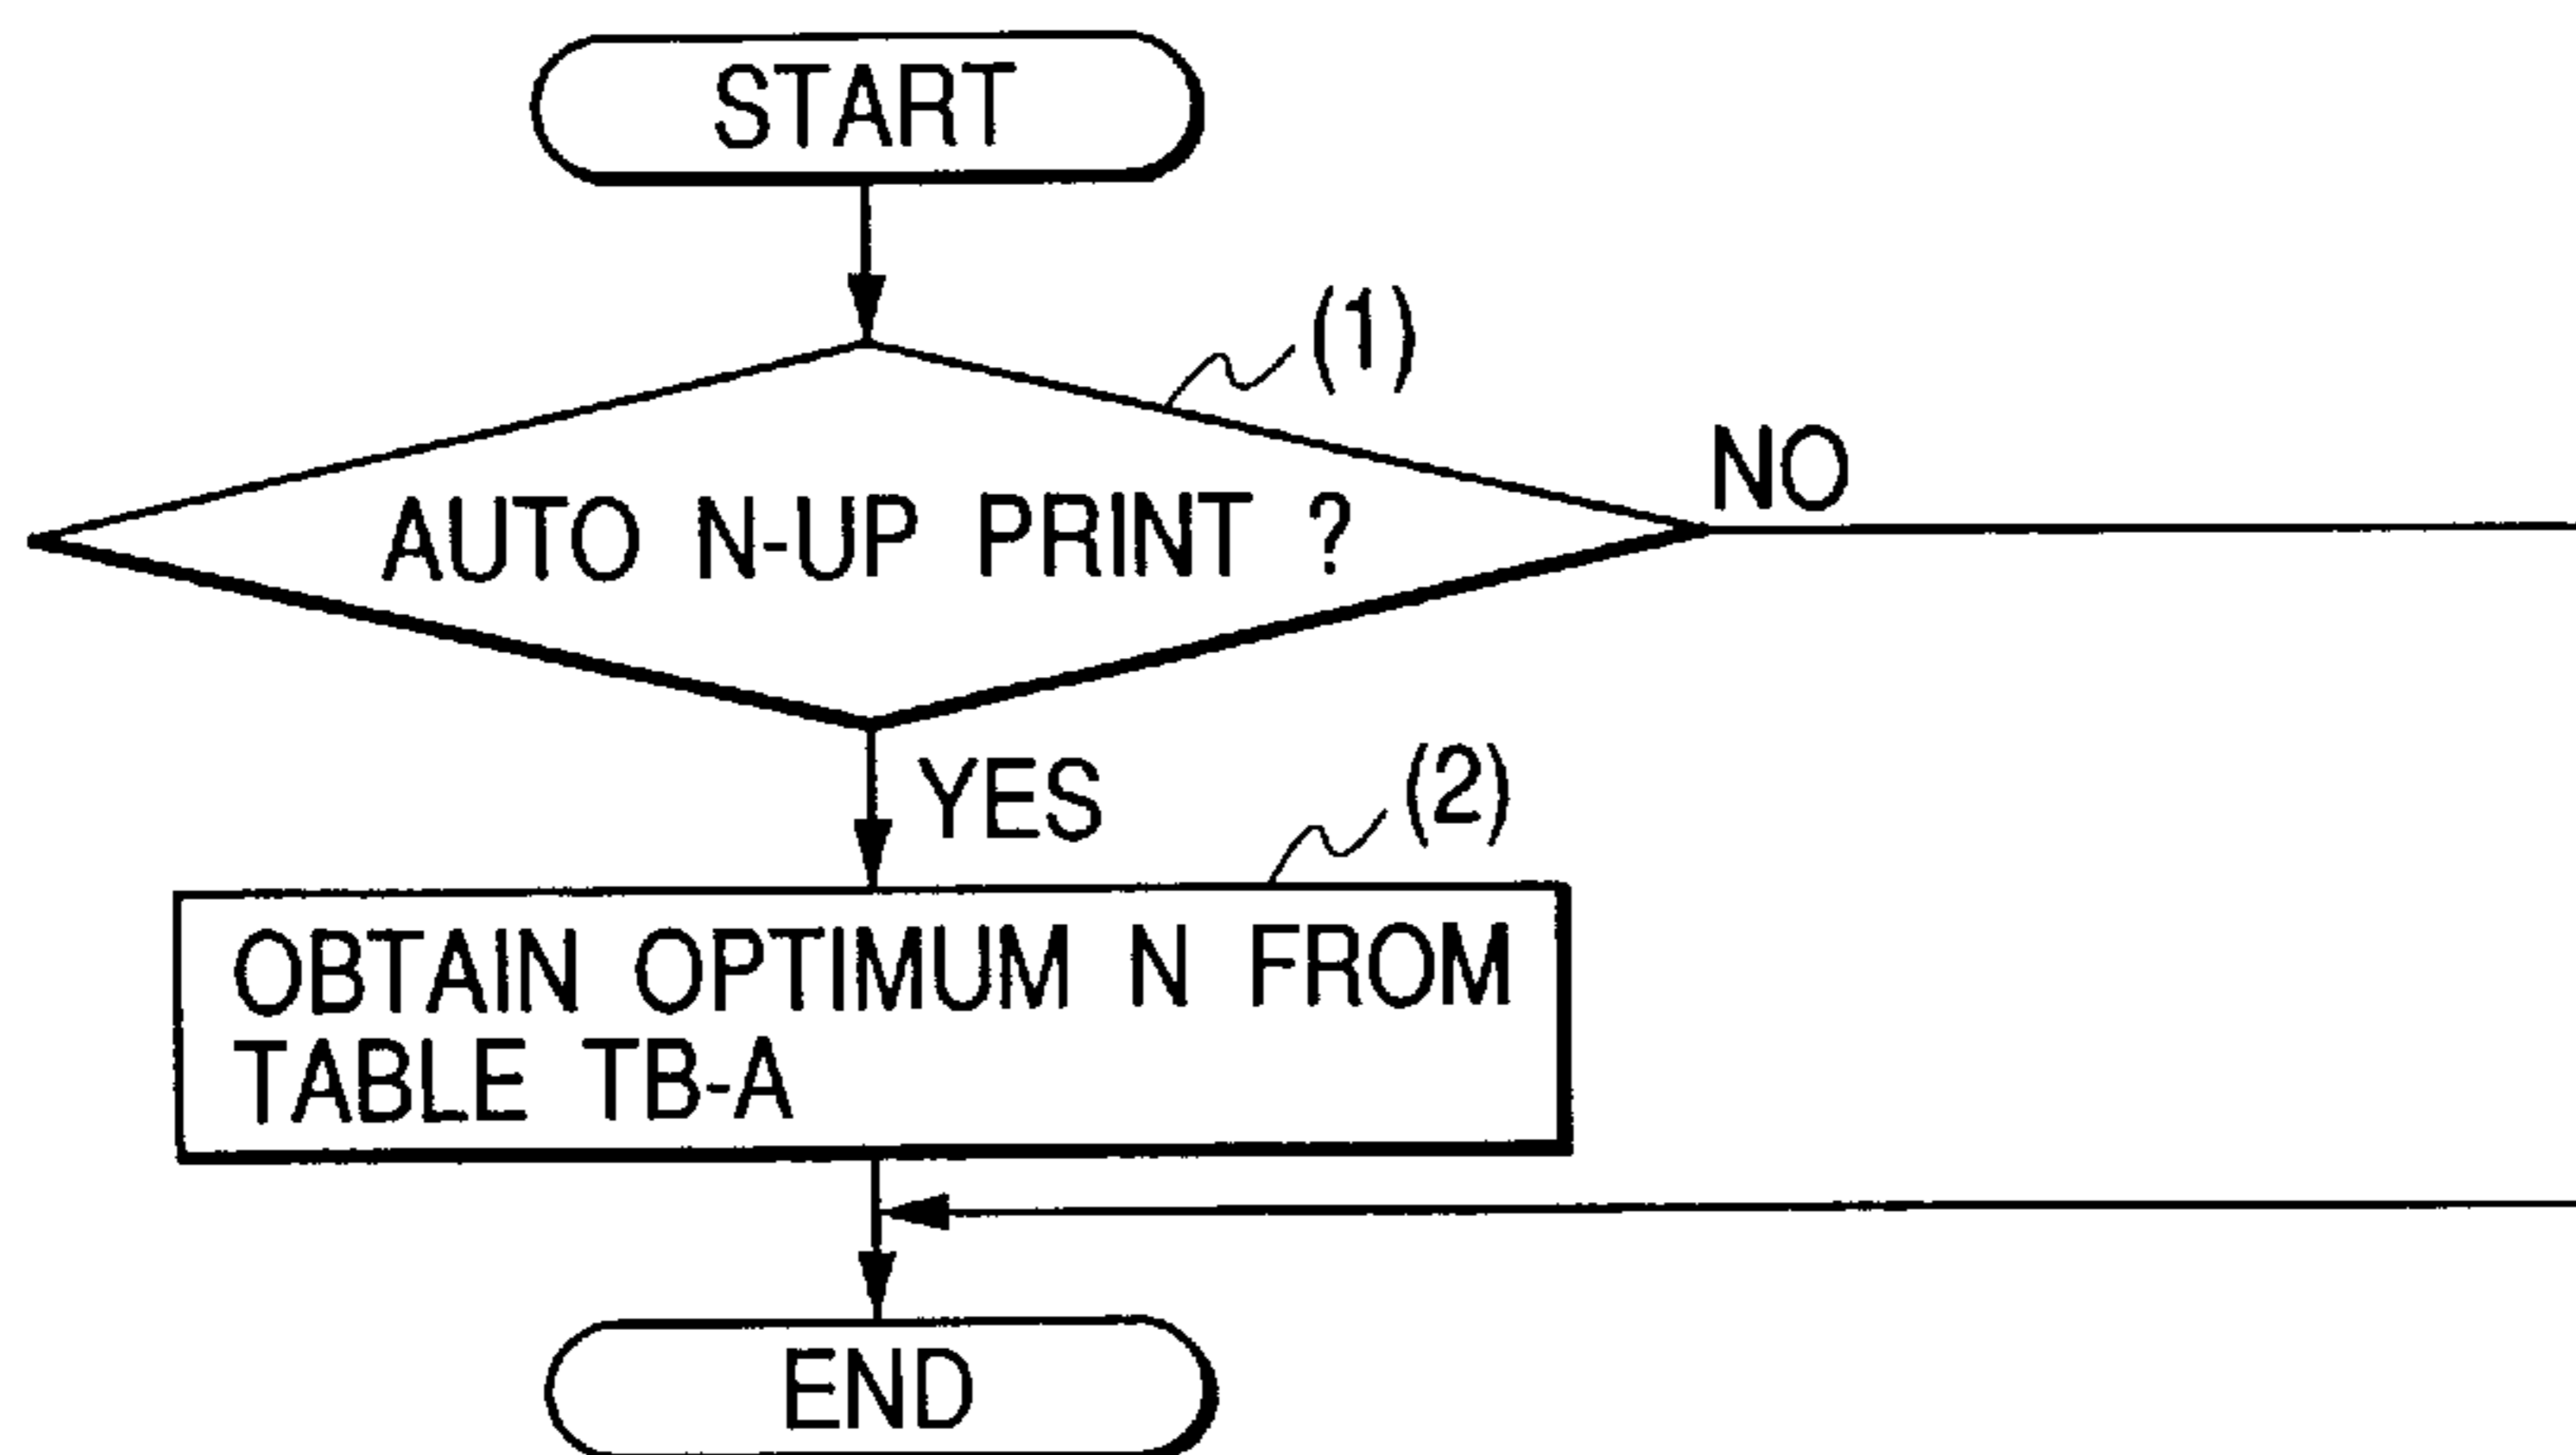 START
(1)
AUTO N-UP PRINT ?
NO
YES
(2)
OBTAIN OPTIMUM N FROM
TABLE TB-A
END